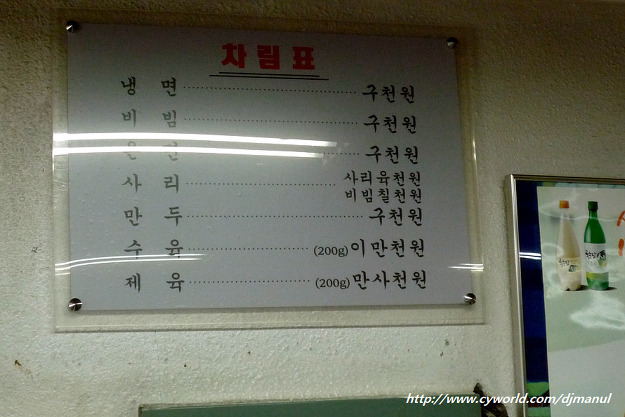 차림표
냉 면 구천원
비 빔 구천원
온 면 구천원
사 리 사리육천원
비빔칠천원
만 두 구천원
수 육 (200g) 이만천원
제 육 (200g) 만사천원
http://www.cyworld.com/djmanul